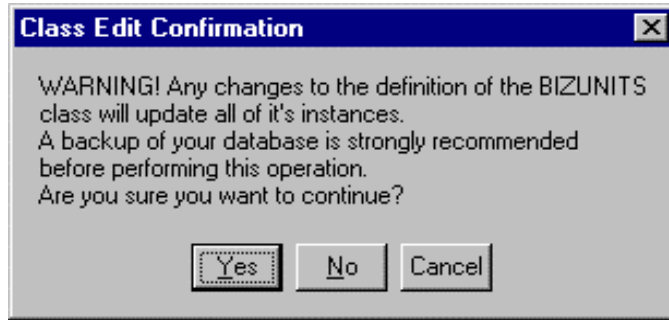 Class Edit Confirmation
WARNING! Any changes to the definition of the BIZUNITS
class will update all of it's instances.
A backup of your database is strongly recommended
before performing this operation.
Are you sure you want to continue?
Yes No Cancel